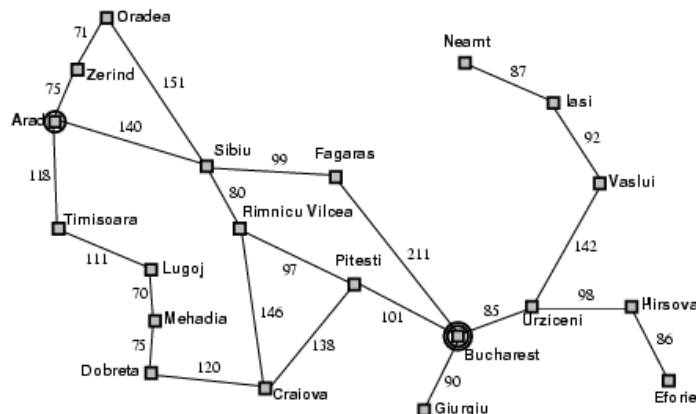 Oradea
71
Neamt
Zerind
87
75
151
Iasi
Arad
140
92
Sibiu
99
Fagaras
118
80
Vaslui
Rimnicu Vilcea
Timisoara
142
111
211
Lugoj
97
Pitesti
70
98
Hirsova
146
85
101
Urziceni
Mehadia
138
86
75
Bucharest
120
Dobreta
90
Craiova
Eforie
Giurgiu